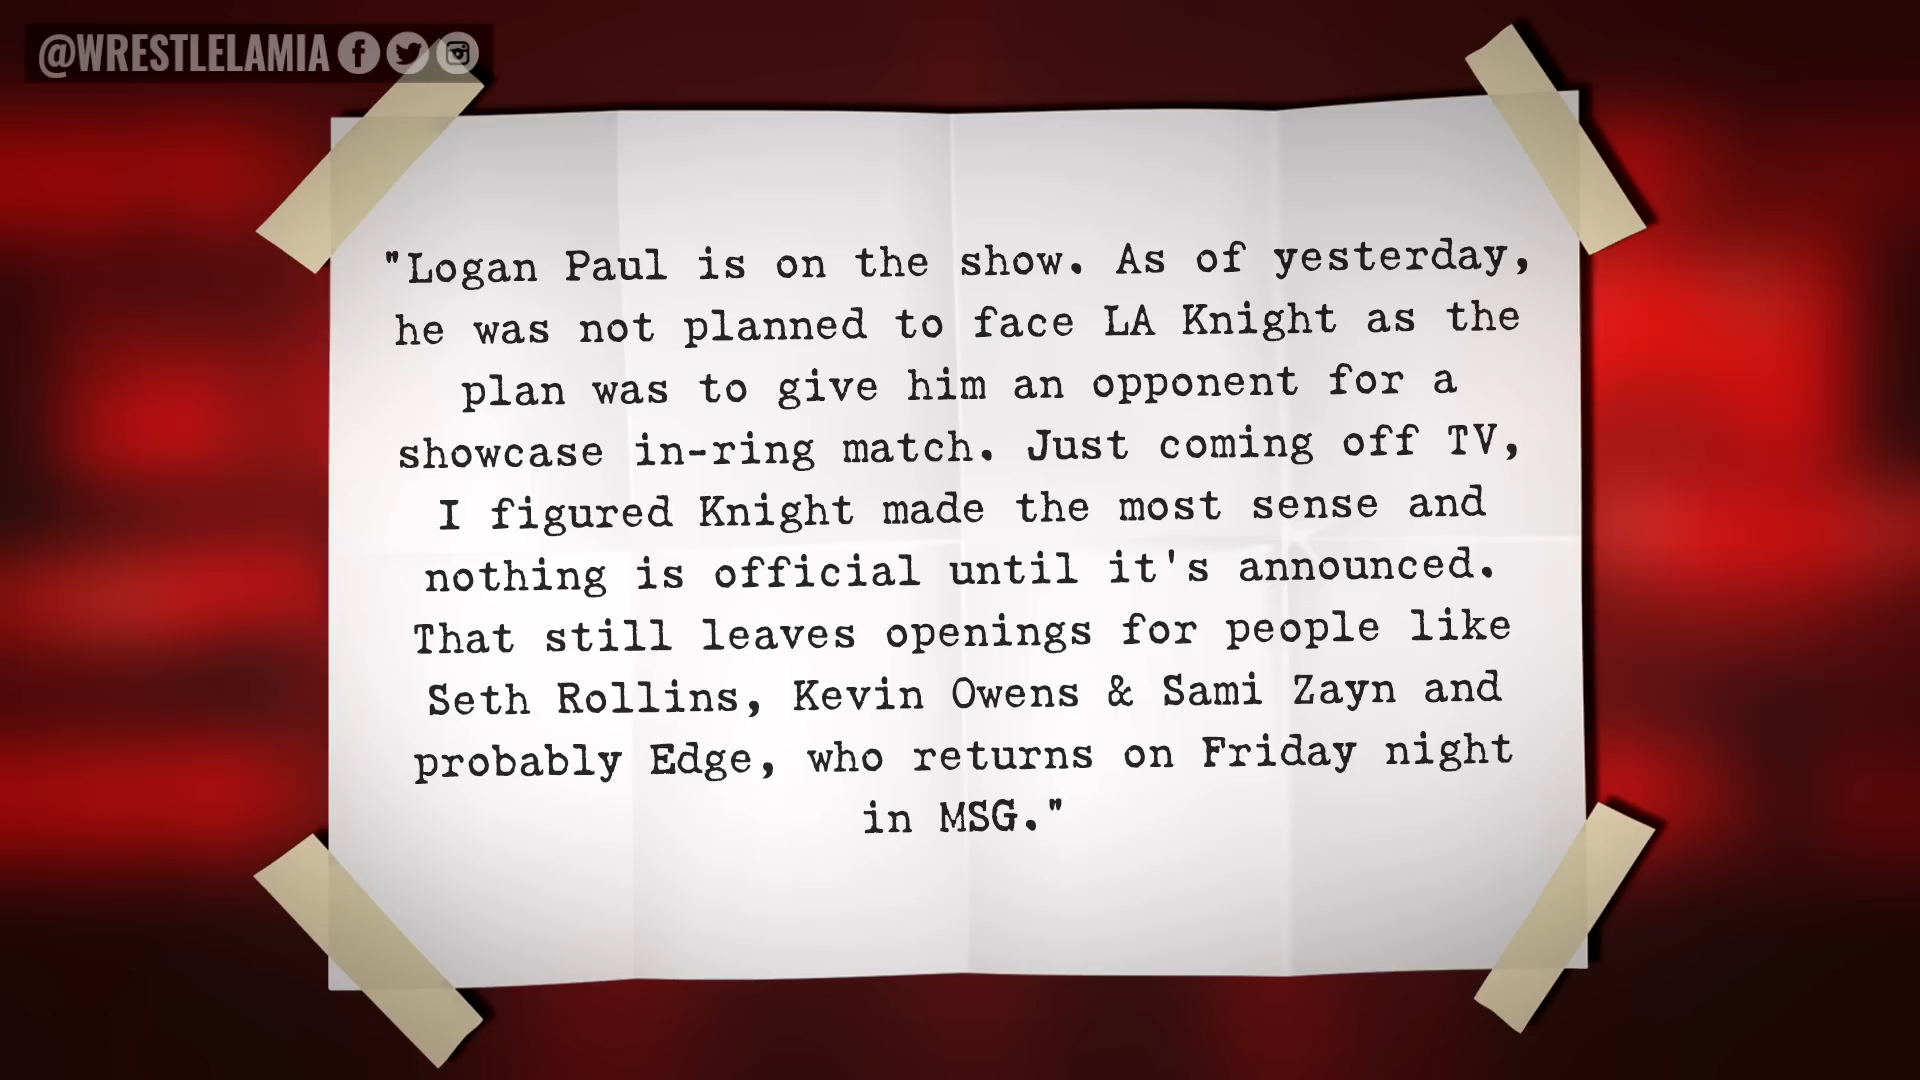 @WRESTLELAMIA
"Logan Paul is on the show. As of yesterday,
he was not planned to face LA Knight as the
plan was to give him an opponent for a
showcase in-ring match. Just coming off TV,
I figured Knight made the most sense and
nothing is official until it's announced.
That still leaves openings for people like
Seth Rollins, Kevin Owens & Sami Zayn and
probably Edge, who returns on Friday night
in MSG."